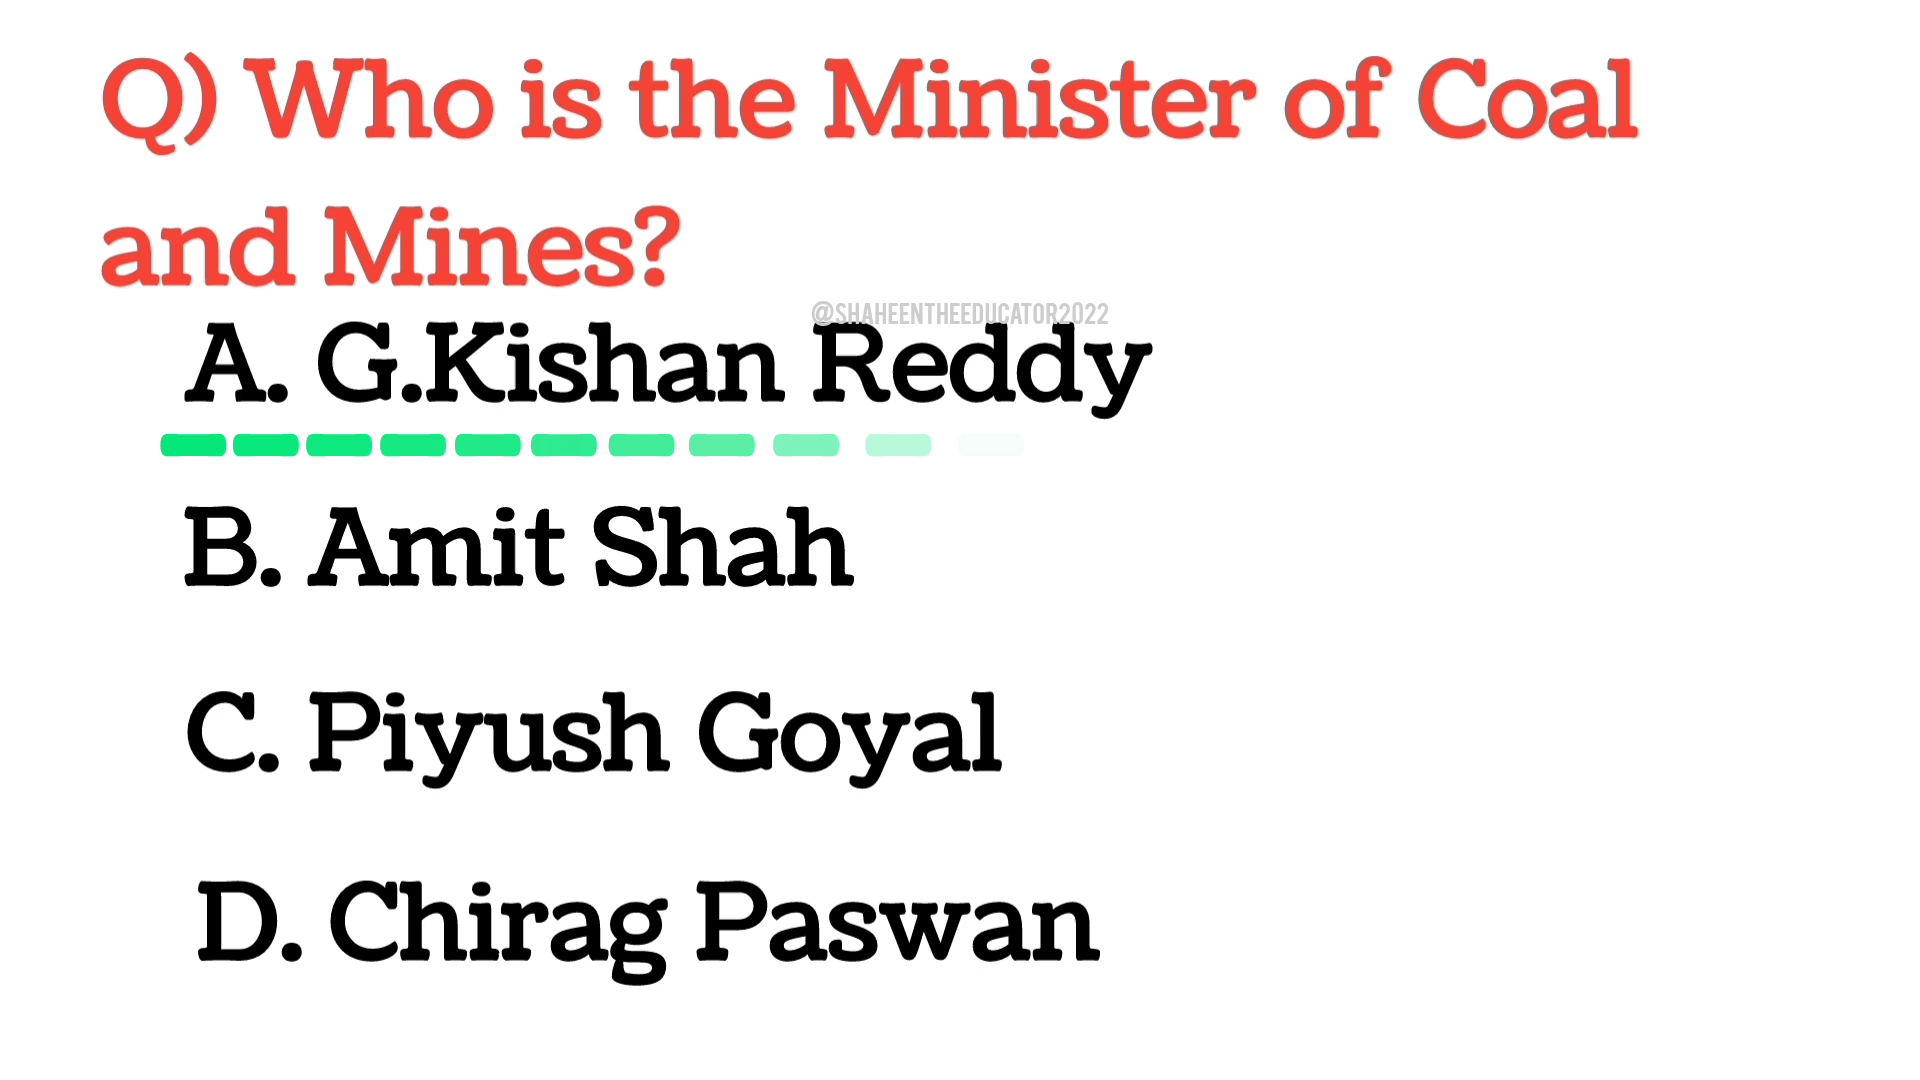 Q) Who is the Minister of Coal
and Mines?
@SHAHEENTHEEDUCATOR2022
A. G.Kishan Reddy
B. Amit Shah
C. Piyush Goyal
D. Chirag Paswan